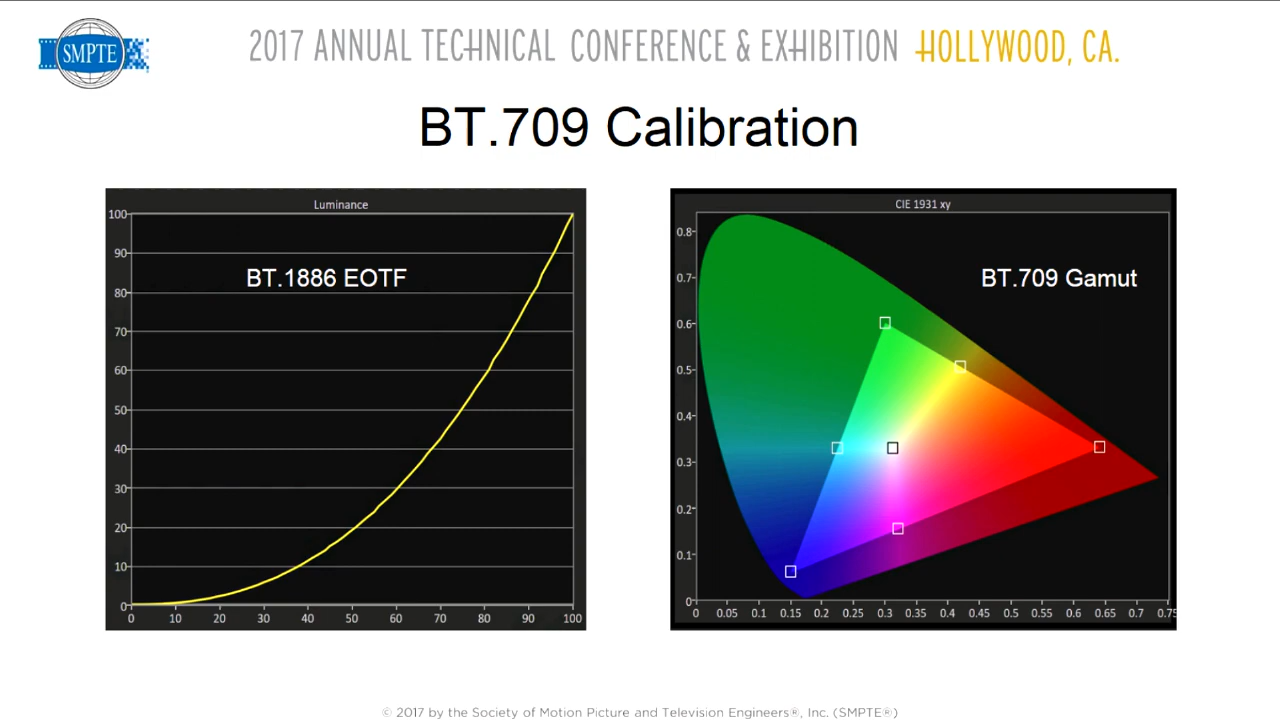 SMPTE
2017 ANNUAL TECHNICAL CONFERENCE & EXHIBITION HOLLYWOOD, CA.
BT.709 Calibration
Luminance
BT.1886 EOTF
100
90
80
70
60
50
40
30
20
10
0
0 10 20 30 40 50 60 70 80 90 100
CIE 1931 xy
BT.709 Gamut
0.8
0.7
0.6
0.5
0.4
0.3
0.2
0.1
0
0 0.05 0.1 0.15 0.2 0.25 0.3 0.35 0.4 0.45 0.5 0.55 0.6 0.65 0.7 0.75
© 2017 by the Society of Motion Picture and Television Engineers®, Inc. (SMPTE®)